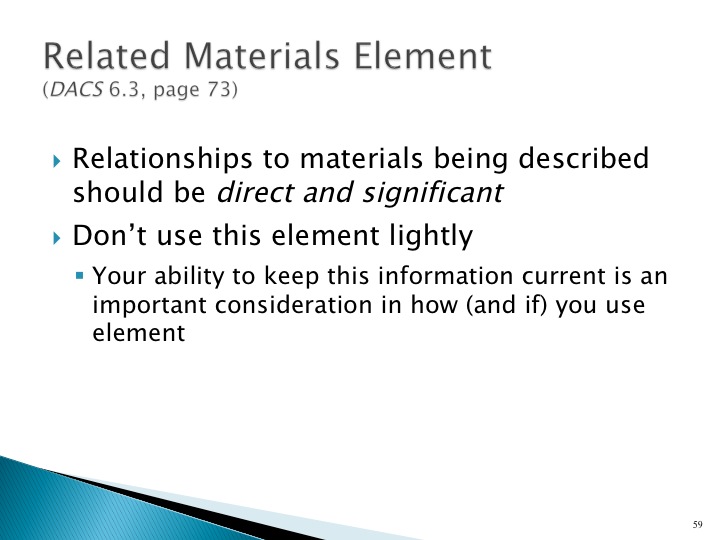 Related Materials Element
(DACS 6.3, page 73)
Relationships to materials being described
should be direct and significant
Don’t use this element lightly
Your ability to keep this information current is an
important consideration in how (and if) you use
element
59